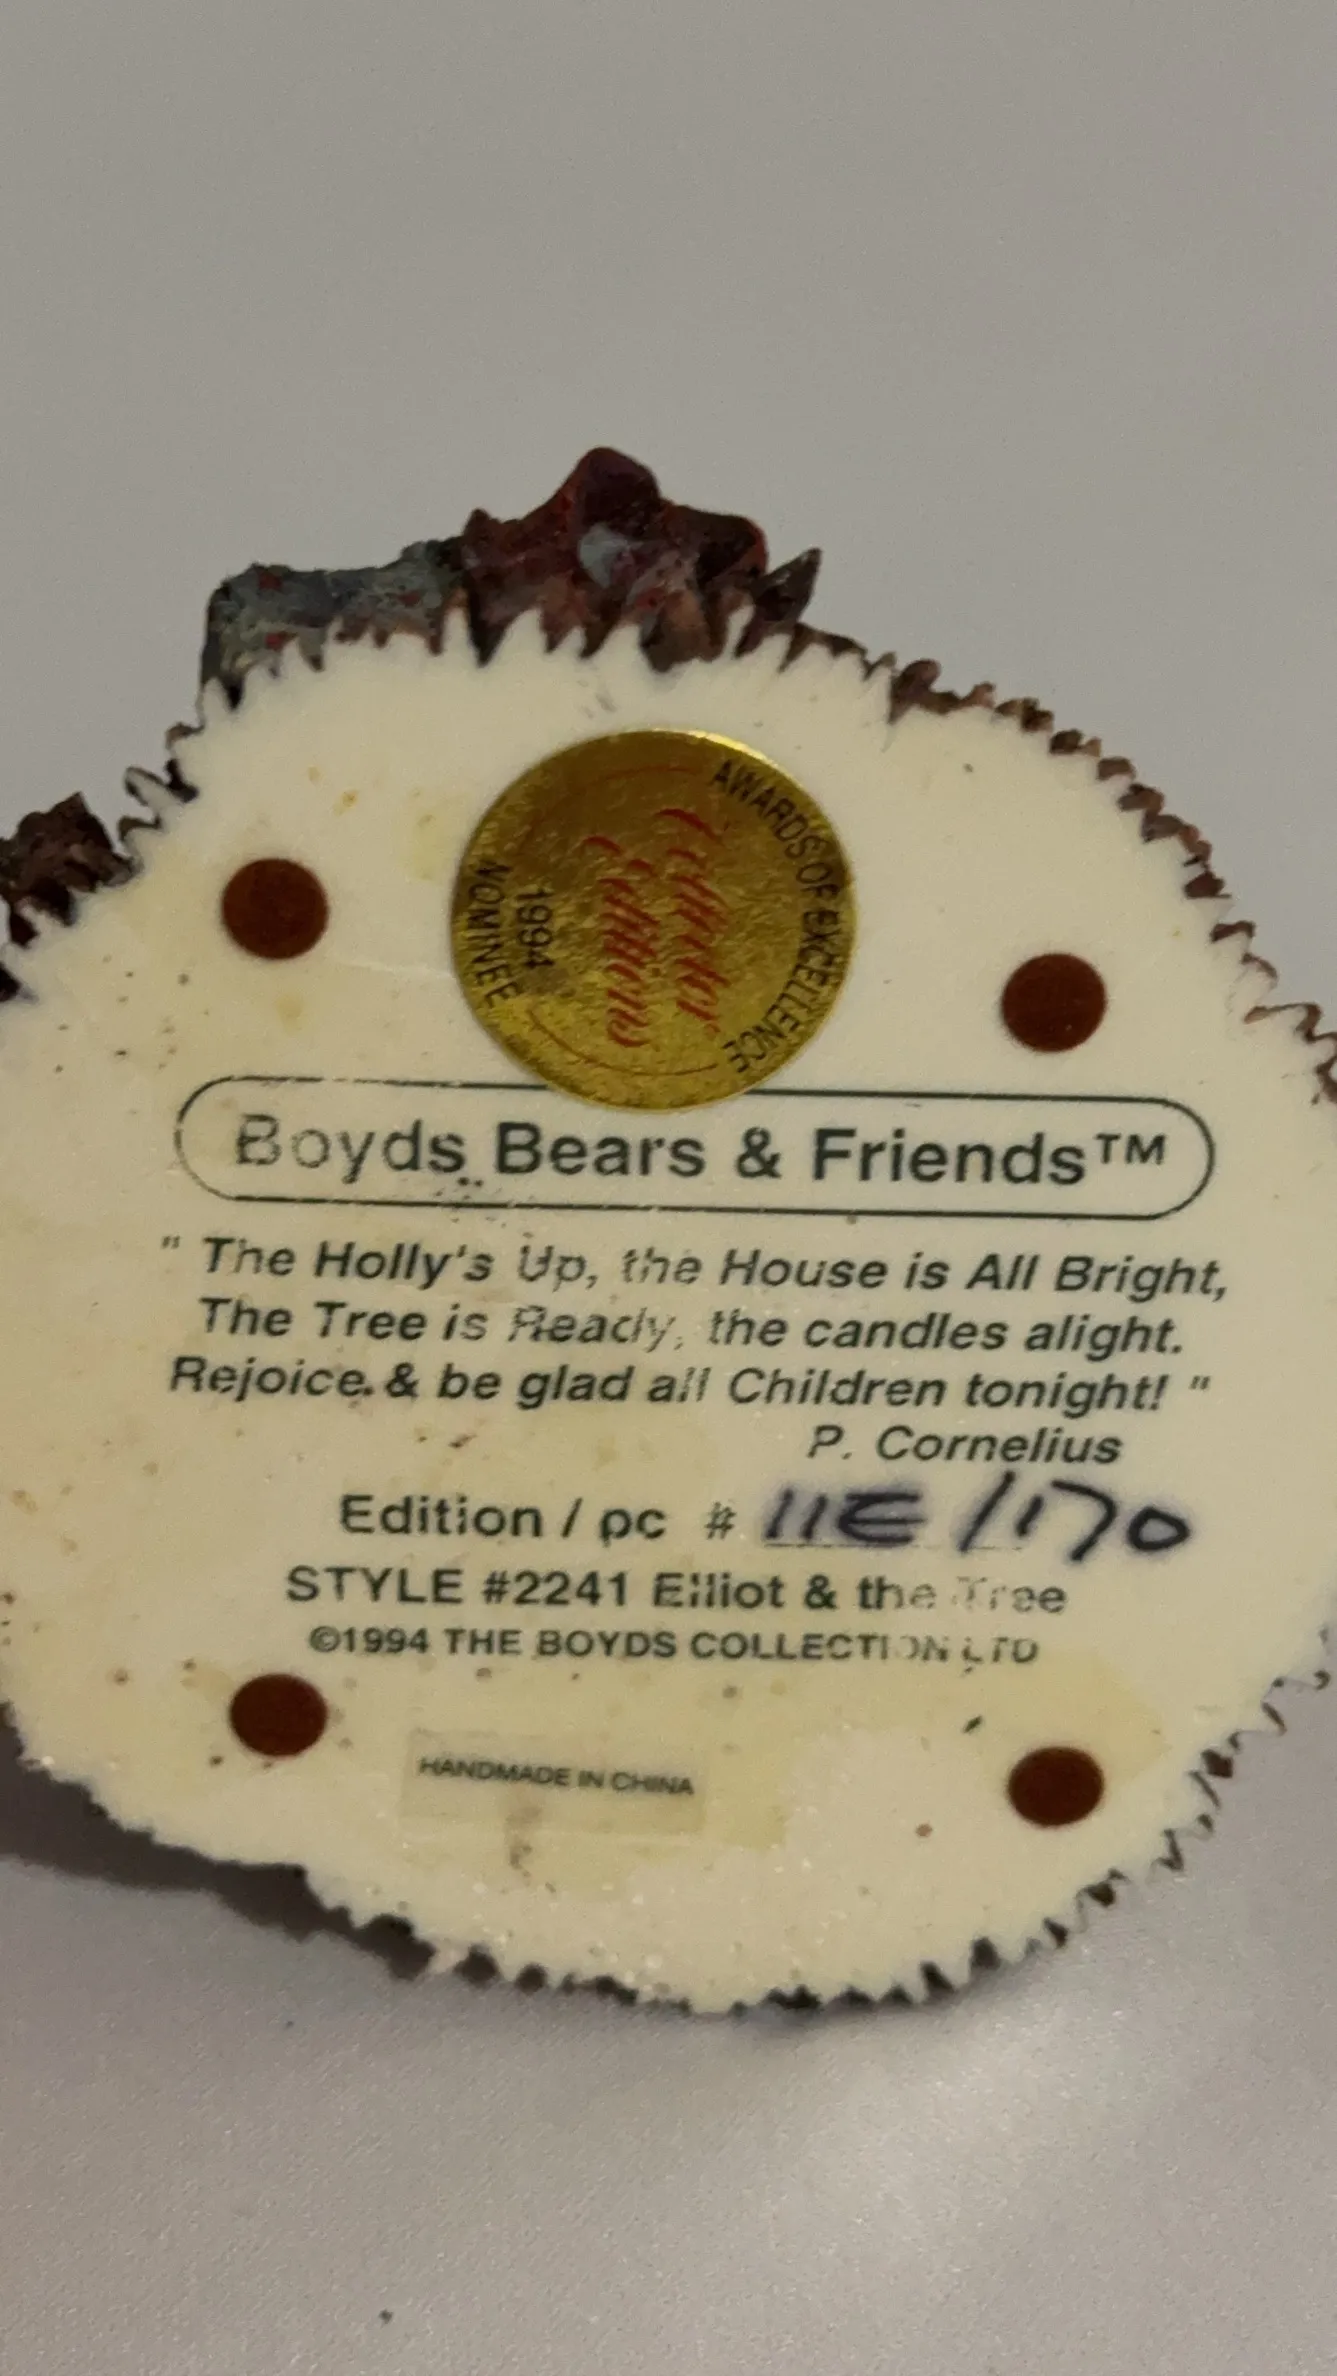 AWARDS OF EXCELLENCE
Collector
Editions
1994
NOMINEE
Boyds Bears & Friends™
" The Holly's Up, the House is All Bright,
The Tree is Ready, the candles alight.
Rejoice & be glad all Children tonight! "
P. Cornelius
Edition / pc # 11E /170
STYLE #2241 Elliot & the Tree
©1994 THE BOYDS COLLECTION LTD
HANDMADE IN CHINA